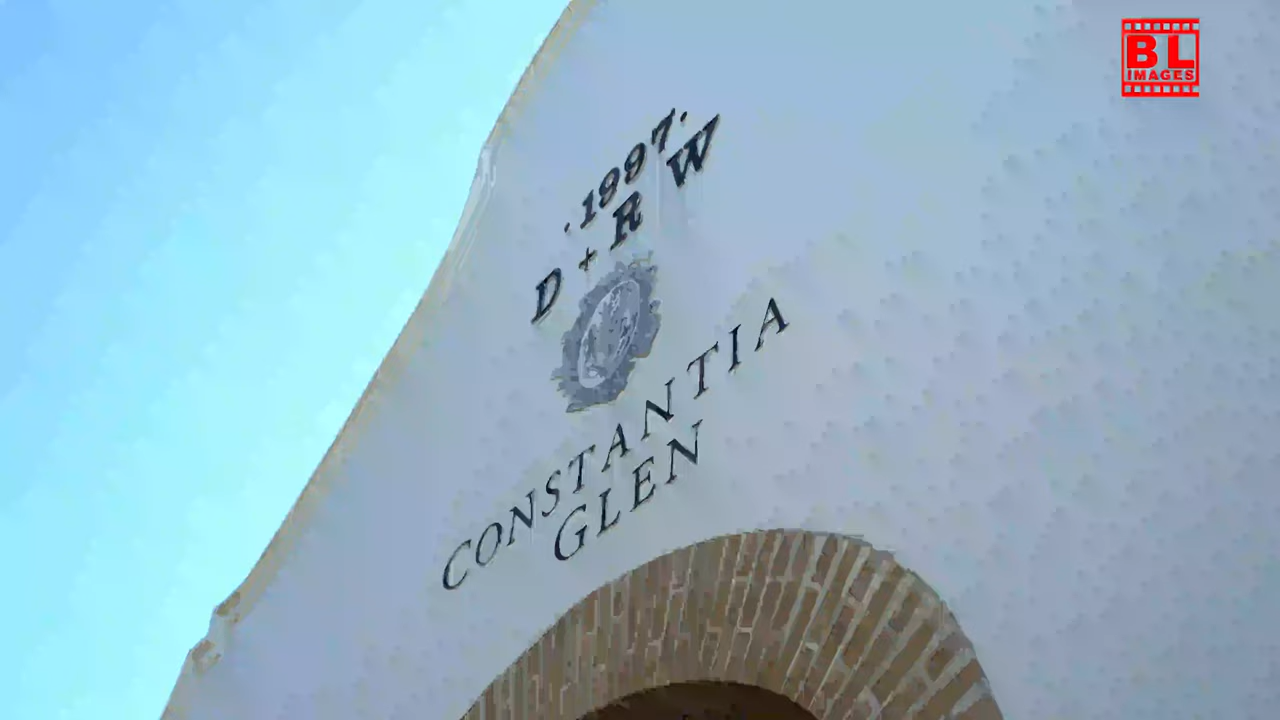 BL
IMAGES
.1997.
D + R W
CONSTANTIA
GLEN